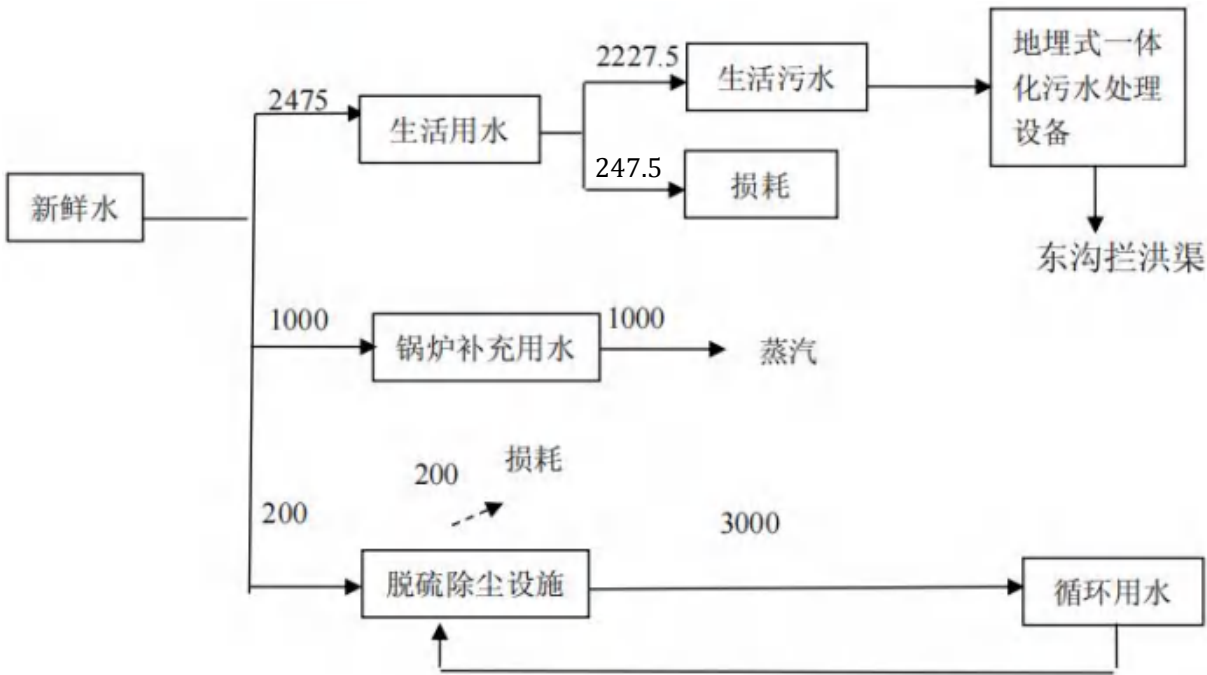 地埋式一体
化污水处理
设备
2227.5
生活污水
2475
生活用水
247.5
损耗
新鲜水
东沟拦洪渠
1000
锅炉补充用水
1000
蒸汽
200
损耗
200
3000
脱硫除尘设施
循环用水